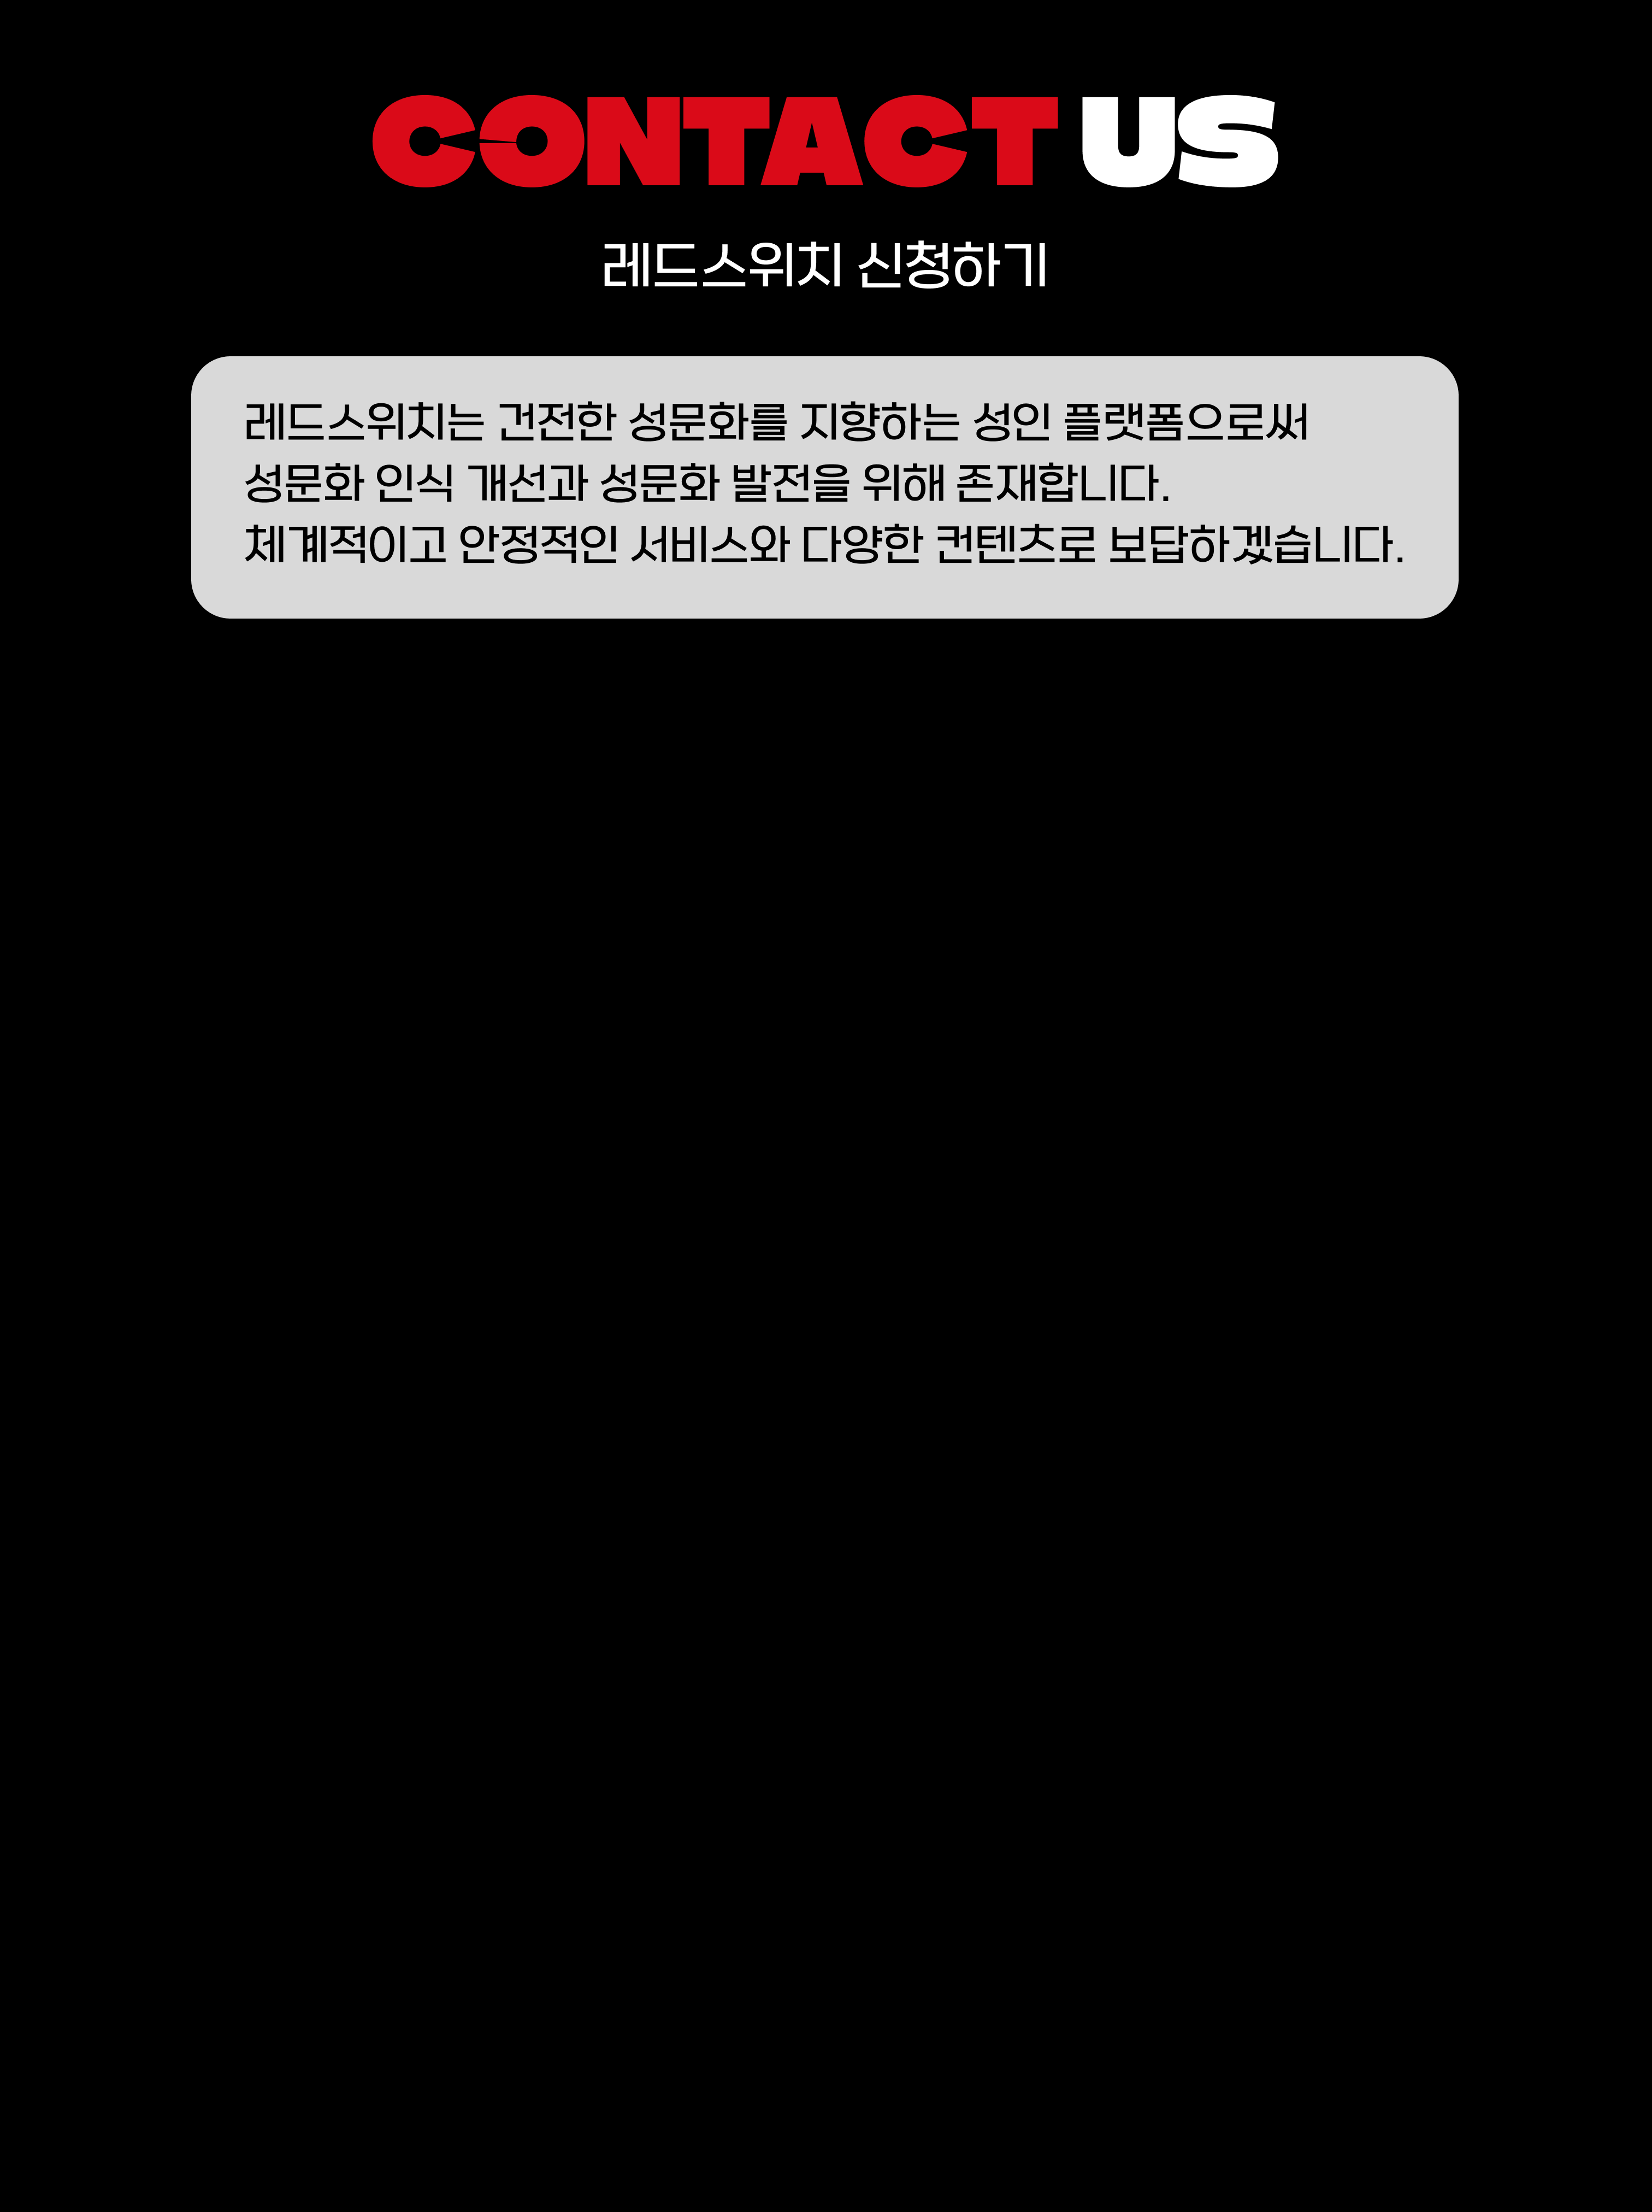 CONTACT US
레드스위치 신청하기
레드스위치는 건전한 성문화를 지향하는 성인 플랫폼으로써
성문화 인식 개선과 성문화 발전을 위해 존재합니다.
체계적이고 안정적인 서비스와 다양한 컨텐츠로 보답하겠습니다.